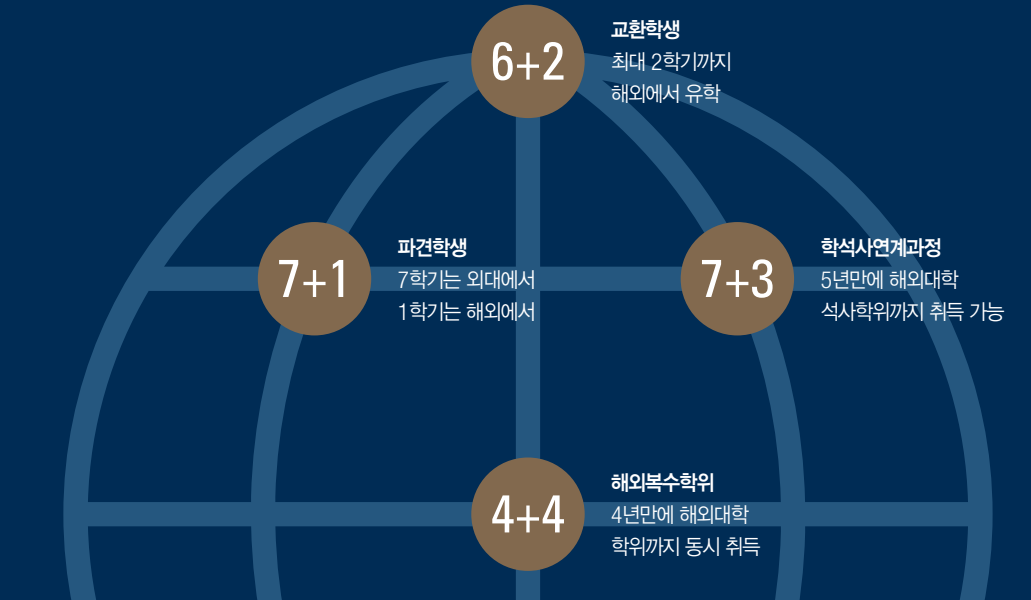 6+2
교환학생
최대 2학기까지
해외에서 유학
7+1
파견학생
7학기는 외대에서
1학기는 해외에서
7+3
학석사연계과정
5년만에 해외대학
석사학위까지 취득 가능
4+4
해외복수학위
4년만에 해외대학
학위까지 동시 취득